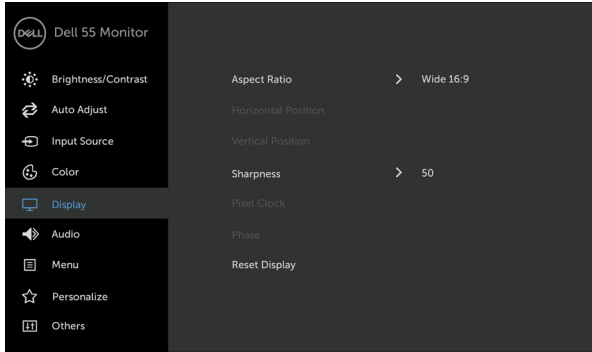 DELL Dell 55 Monitor
Brightness/Contrast
Auto Adjust
Input Source
Color
Display
Audio
Menu
Personalize
Others
Aspect Ratio > Wide 16:9
Horizontal Position
Vertical Position
Sharpness > 50
Pixel Clock
Phase
Reset Display